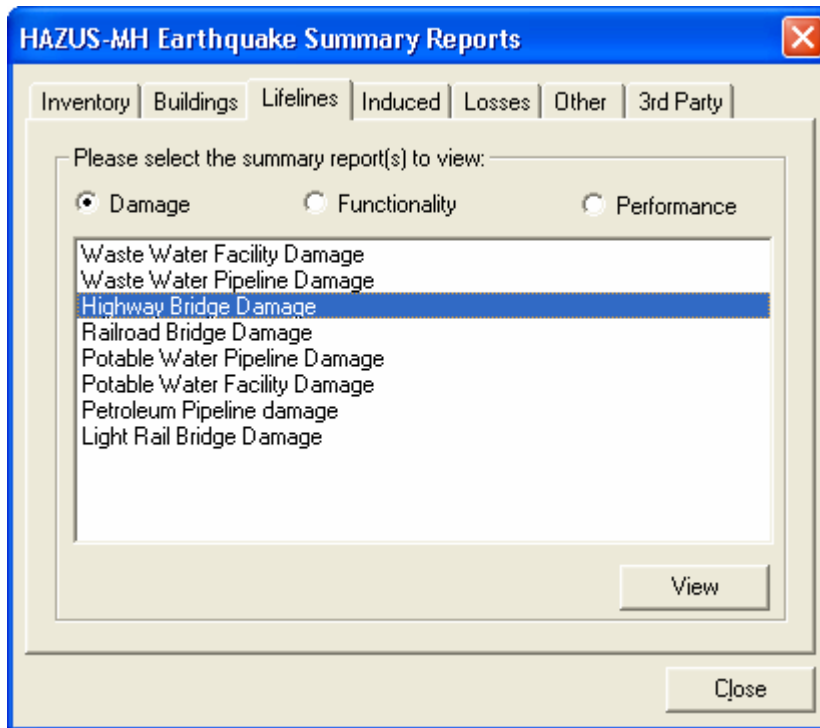 HAZUS-MH Earthquake Summary Reports
Inventory Buildings Lifelines Induced Losses Other 3rd Party
Please select the summary report(s) to view:
Damage Functionality Performance
Waste Water Facility Damage
Waste Water Pipeline Damage
Highway Bridge Damage
Railroad Bridge Damage
Potable Water Pipeline Damage
Potable Water Facility Damage
Petroleum Pipeline damage
Light Rail Bridge Damage
View
Close